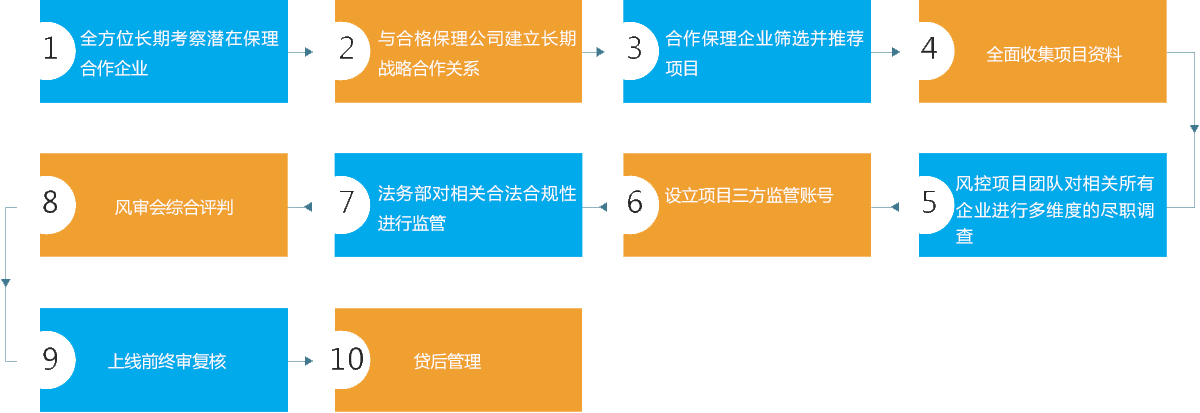 1
全方位长期考察潜在保理
合作企业
2
与合格保理公司建立长期
战略合作关系
3
合作保理企业筛选并推荐
项目
4
全面收集项目资料
5
风控项目团队对相关所有
企业进行多维度的尽职调
查
6
设立项目三方监管账号
7
法务部对相关合法合规性
进行监管
8
风审会综合评判
9
上线前终审复核
10
贷后管理